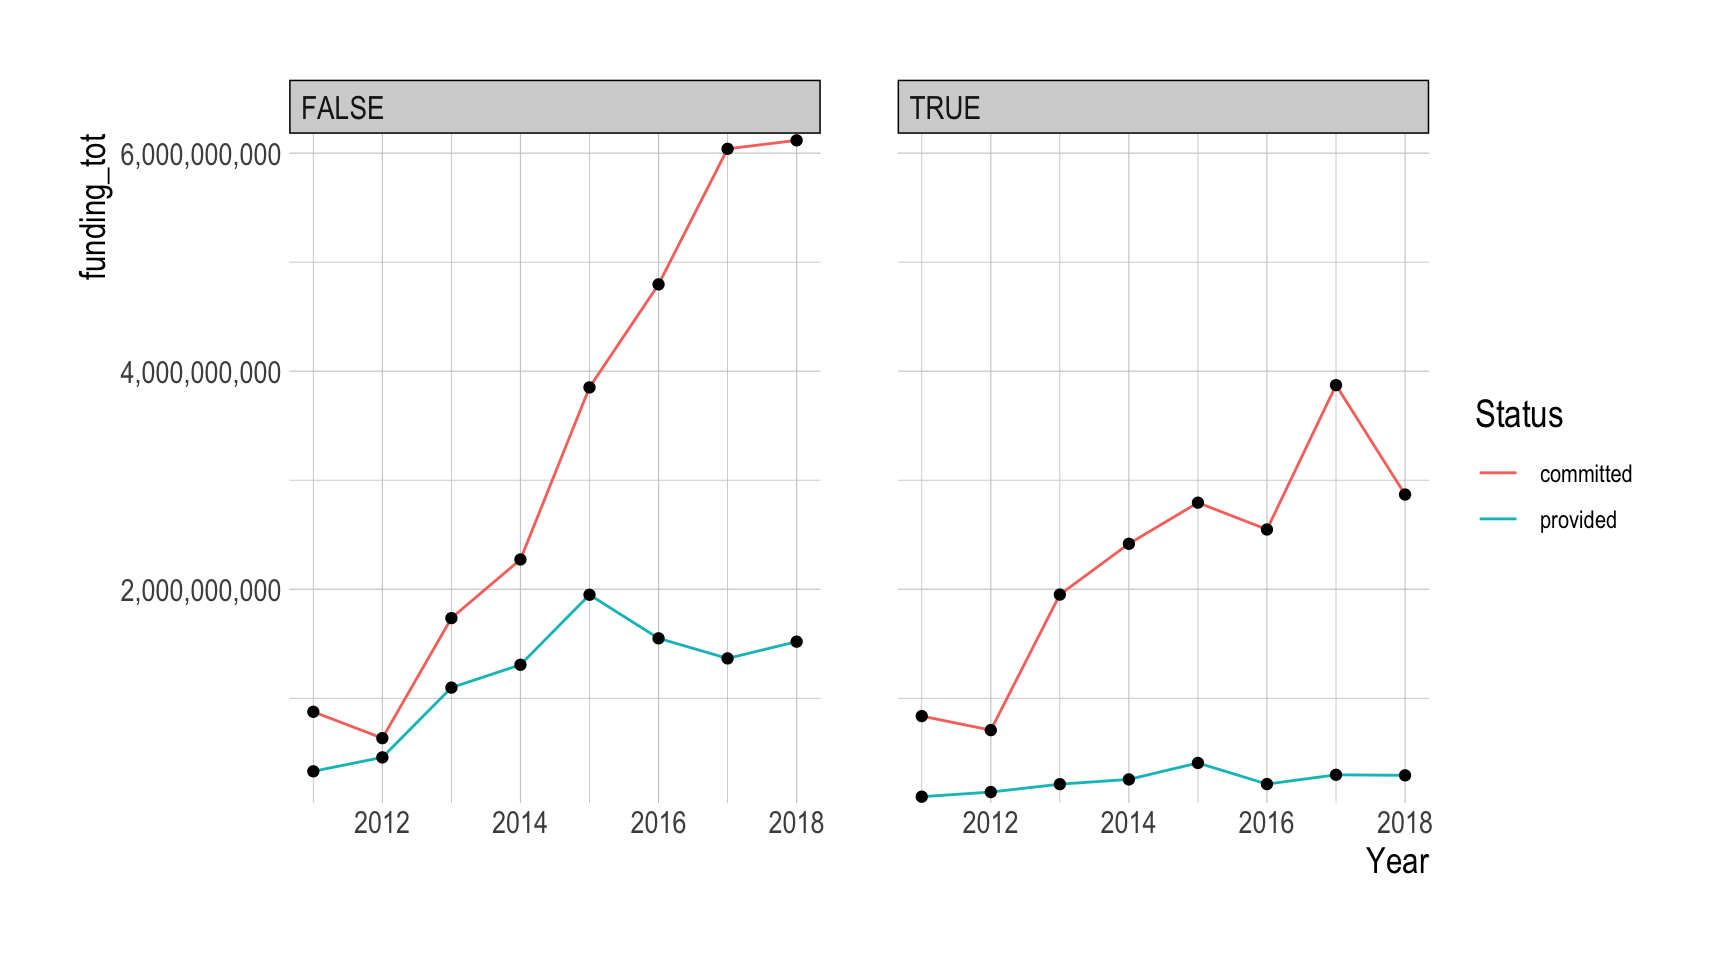 FALSE
TRUE
funding_tot
6,000,000,000
4,000,000,000
2,000,000,000
2012 2014 2016 2018
2012 2014 2016 2018
Year
Status
committed
provided